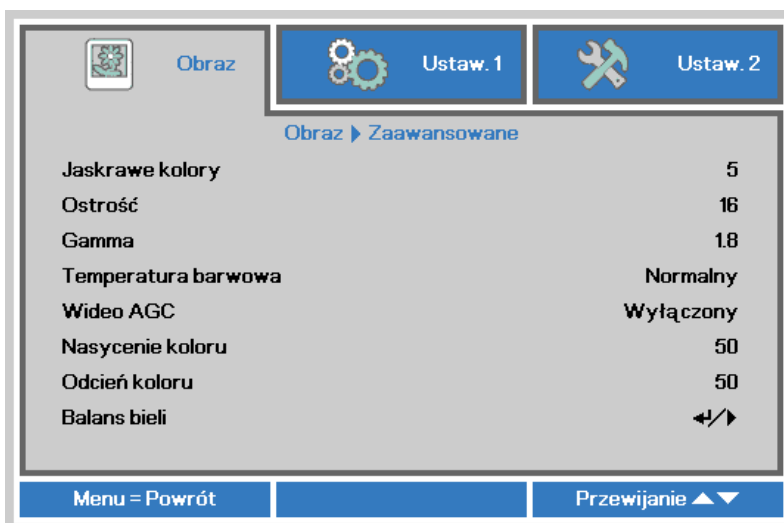 Obraz
Ustaw. 1
Ustaw. 2
Obraz ▶ Zaawansowane
Jaskrawe kolory 5
Ostrość 16
Gamma 1.8
Temperatura barwowa Normalny
Wideo AGC Wyłączony
Nasycenie koloru 50
Odcień koloru 50
Balans bieli ↵/▶
Menu = Powrót
Przewijanie ▲▼